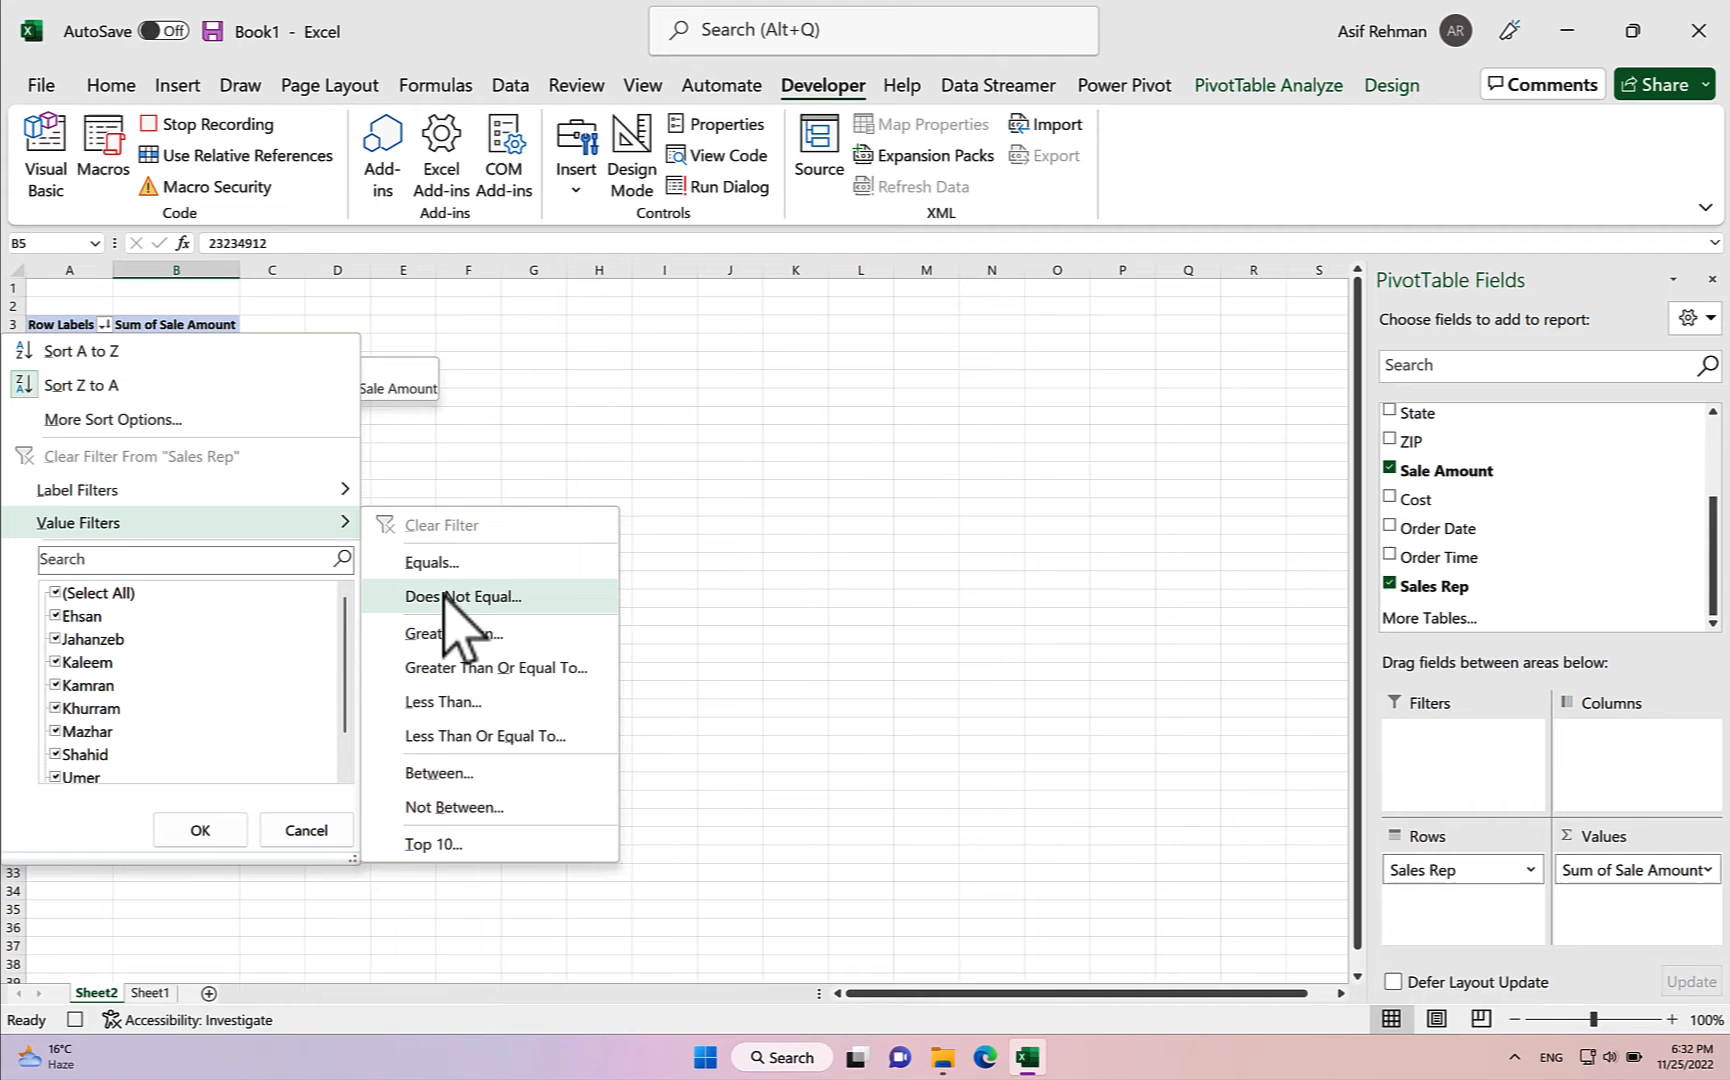 AutoSave Off Book1 - Excel Search (Alt+Q) Asif Rehman AR
File Home Insert Draw Page Layout Formulas Data Review View Automate Developer Help Data Streamer Power Pivot PivotTable Analyze Design Comments Share
Visual Basic
Macros
Stop Recording
Use Relative References
Macro Security
Code
Add-ins
Excel Add-ins
COM Add-ins
Add-ins
Insert
Design Mode
Properties
View Code
Run Dialog
Controls
Source
Map Properties
Expansion Packs
Refresh Data
Import
Export
XML
B5 fx 23234912
A B C D E F G H I J K L M N O P Q R S
1
2
3 Row Labels Sum of Sale Amount
Sort A to Z
Sort Z to A
More Sort Options...
Clear Filter From "Sales Rep"
Label Filters
Value Filters
Search
(Select All)
Ehsan
Jahanzeb
Kaleem
Kamran
Khurram
Mazhar
Shahid
Umer
OK Cancel
Sale Amount
Clear Filter
Equals...
Does Not Equal...
Greater Than Or Equal To...
Less Than...
Less Than Or Equal To...
Between...
Not Between...
Top 10...
33
34
35
36
37
38
39
PivotTable Fields
Choose fields to add to report:
Search
State
ZIP
Sale Amount
Cost
Order Date
Order Time
Sales Rep
More Tables...
Drag fields between areas below:
Filters Columns
Rows Σ Values
Sales Rep Sum of Sale Amount
Defer Layout Update Update
Sheet2 Sheet1
Ready Accessibility: Investigate 100%
16°C
Haze
Search
ENG
6:32 PM
11/25/2022